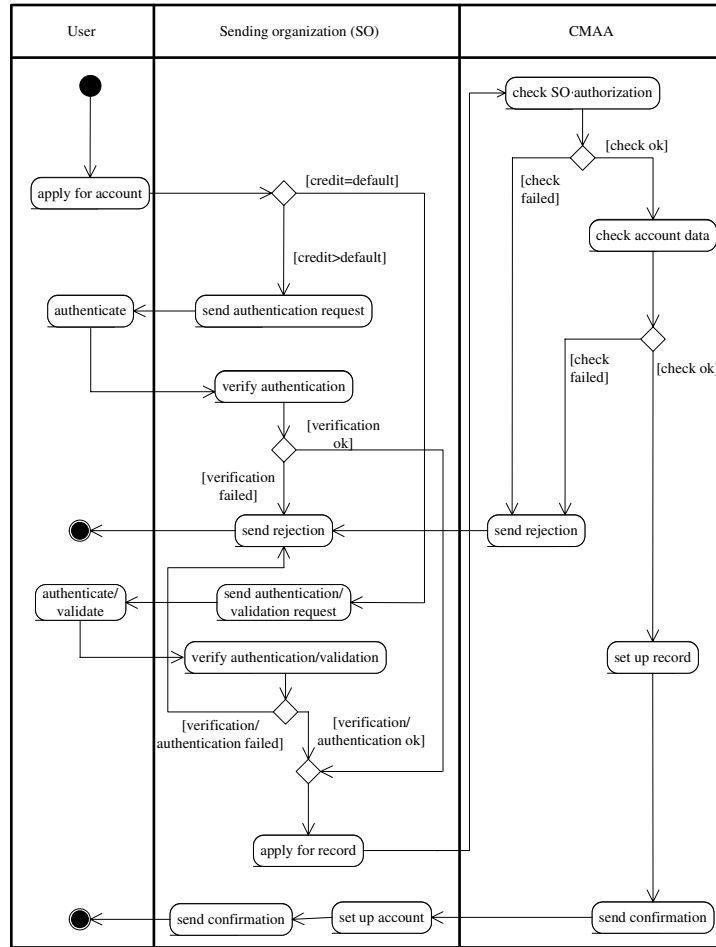 User
Sending organization (SO)
CMAA
check SO authorization
[check ok]
[check
failed]
apply for account
[credit=default]
check account data
[credit>default]
authenticate
send authentication request
[check
failed]
[check ok]
verify authentication
[verification
ok]
[verification
failed]
send rejection
send rejection
authenticate/
validate
send authentication/
validation request
verify authentication/validation
set up record
[verification/
authentication failed]
[verification/
authentication ok]
apply for record
send confirmation
set up account
send confirmation